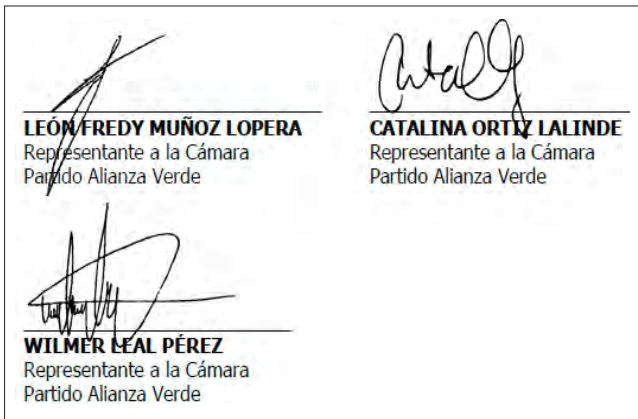 LEÓN FREDY MUÑOZ LOPERA
Representante a la Cámara
Partido Alianza Verde
CATALINA ORTIZ LALINDE
Representante a la Cámara
Partido Alianza Verde
WILMER LEAL PÉREZ
Representante a la Cámara
Partido Alianza Verde